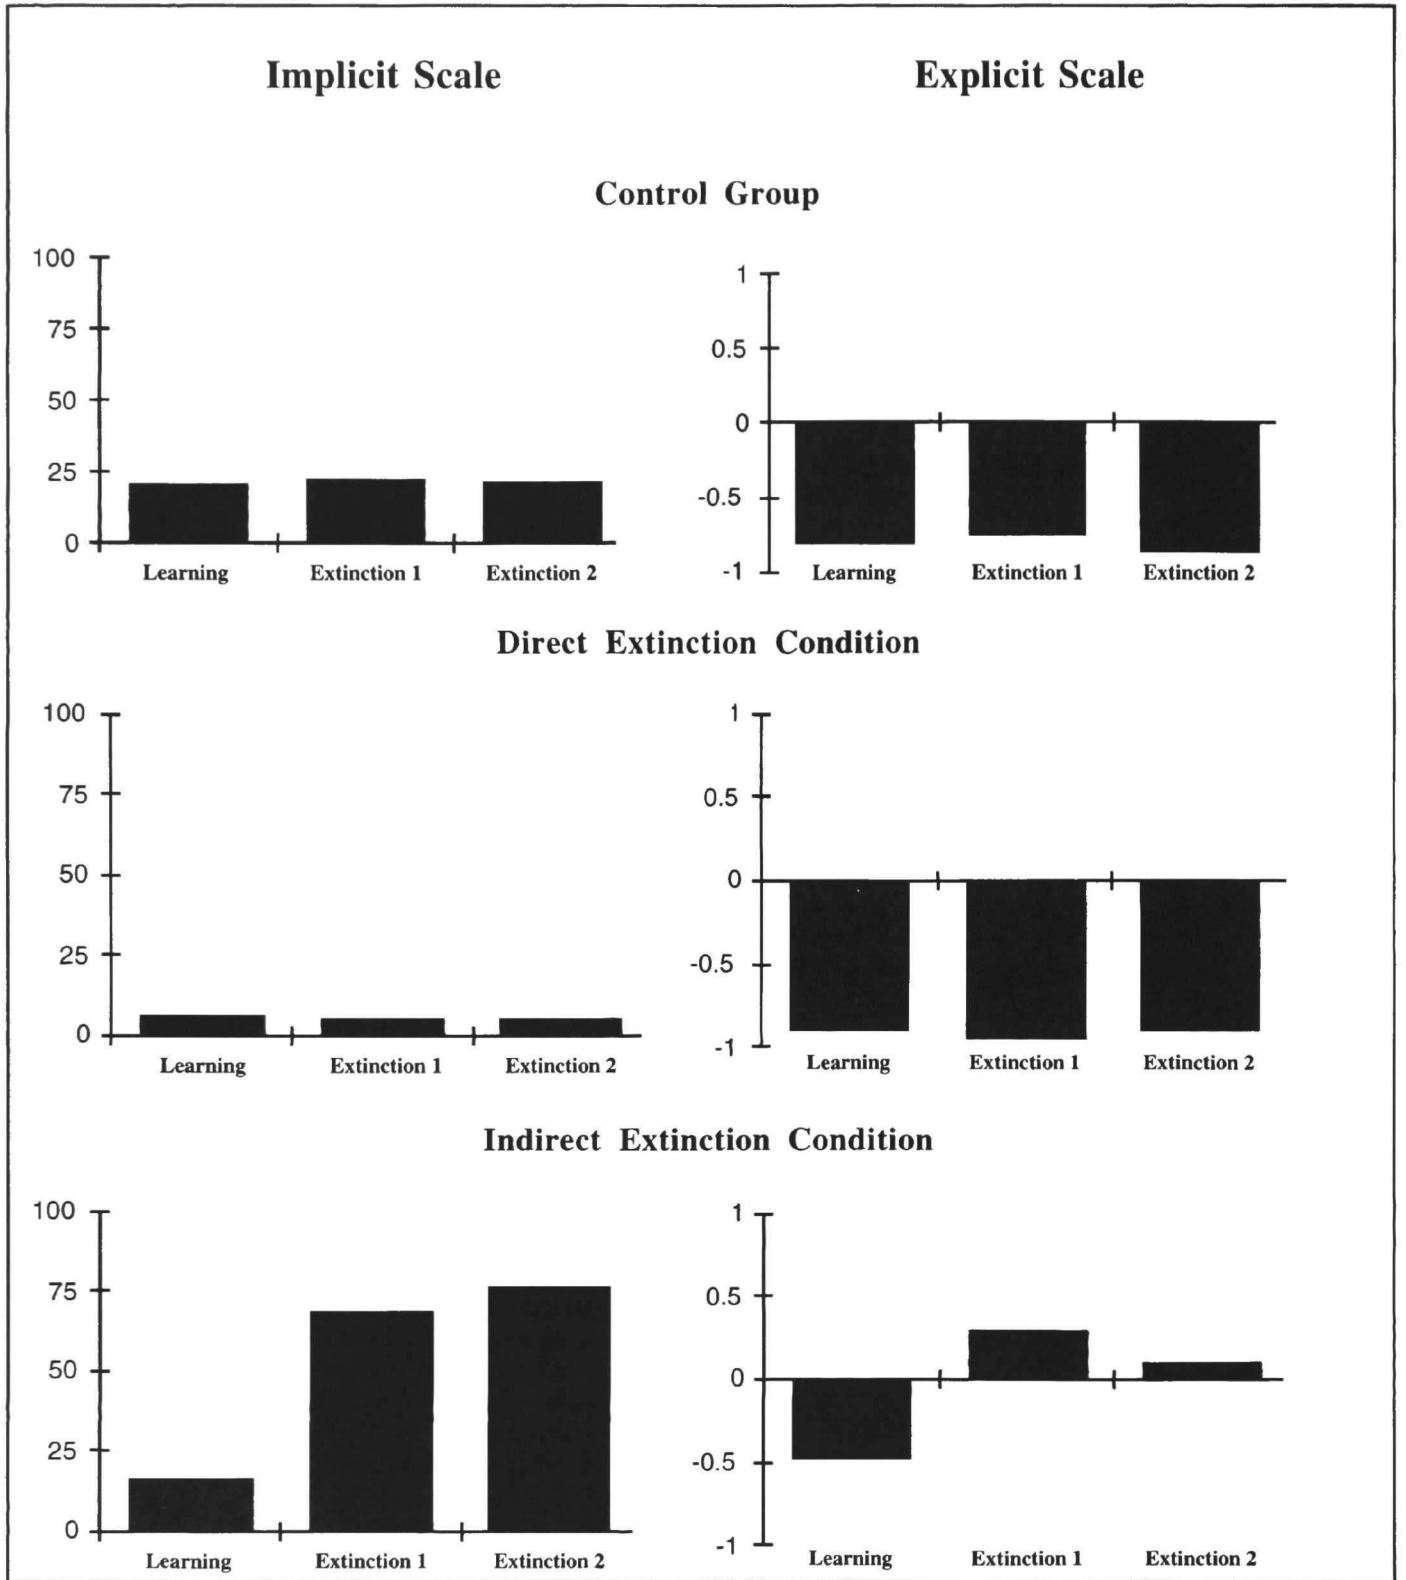 Implicit Scale
Explicit Scale
Control Group
100
75
50
25
0
Learning Extinction 1 Extinction 2
1
0.5
0
-0.5
-1
Learning Extinction 1 Extinction 2
Direct Extinction Condition
100
75
50
25
0
Learning Extinction 1 Extinction 2
1
0.5
0
-0.5
-1
Learning Extinction 1 Extinction 2
Indirect Extinction Condition
100
75
50
25
0
Learning Extinction 1 Extinction 2
1
0.5
0
-0.5
-1
Learning Extinction 1 Extinction 2